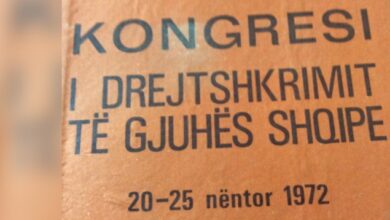 KONGRESI
I DREJTSHKRIMIT
TË GJUHËS SHQIPE
20-25 nëntor 1972